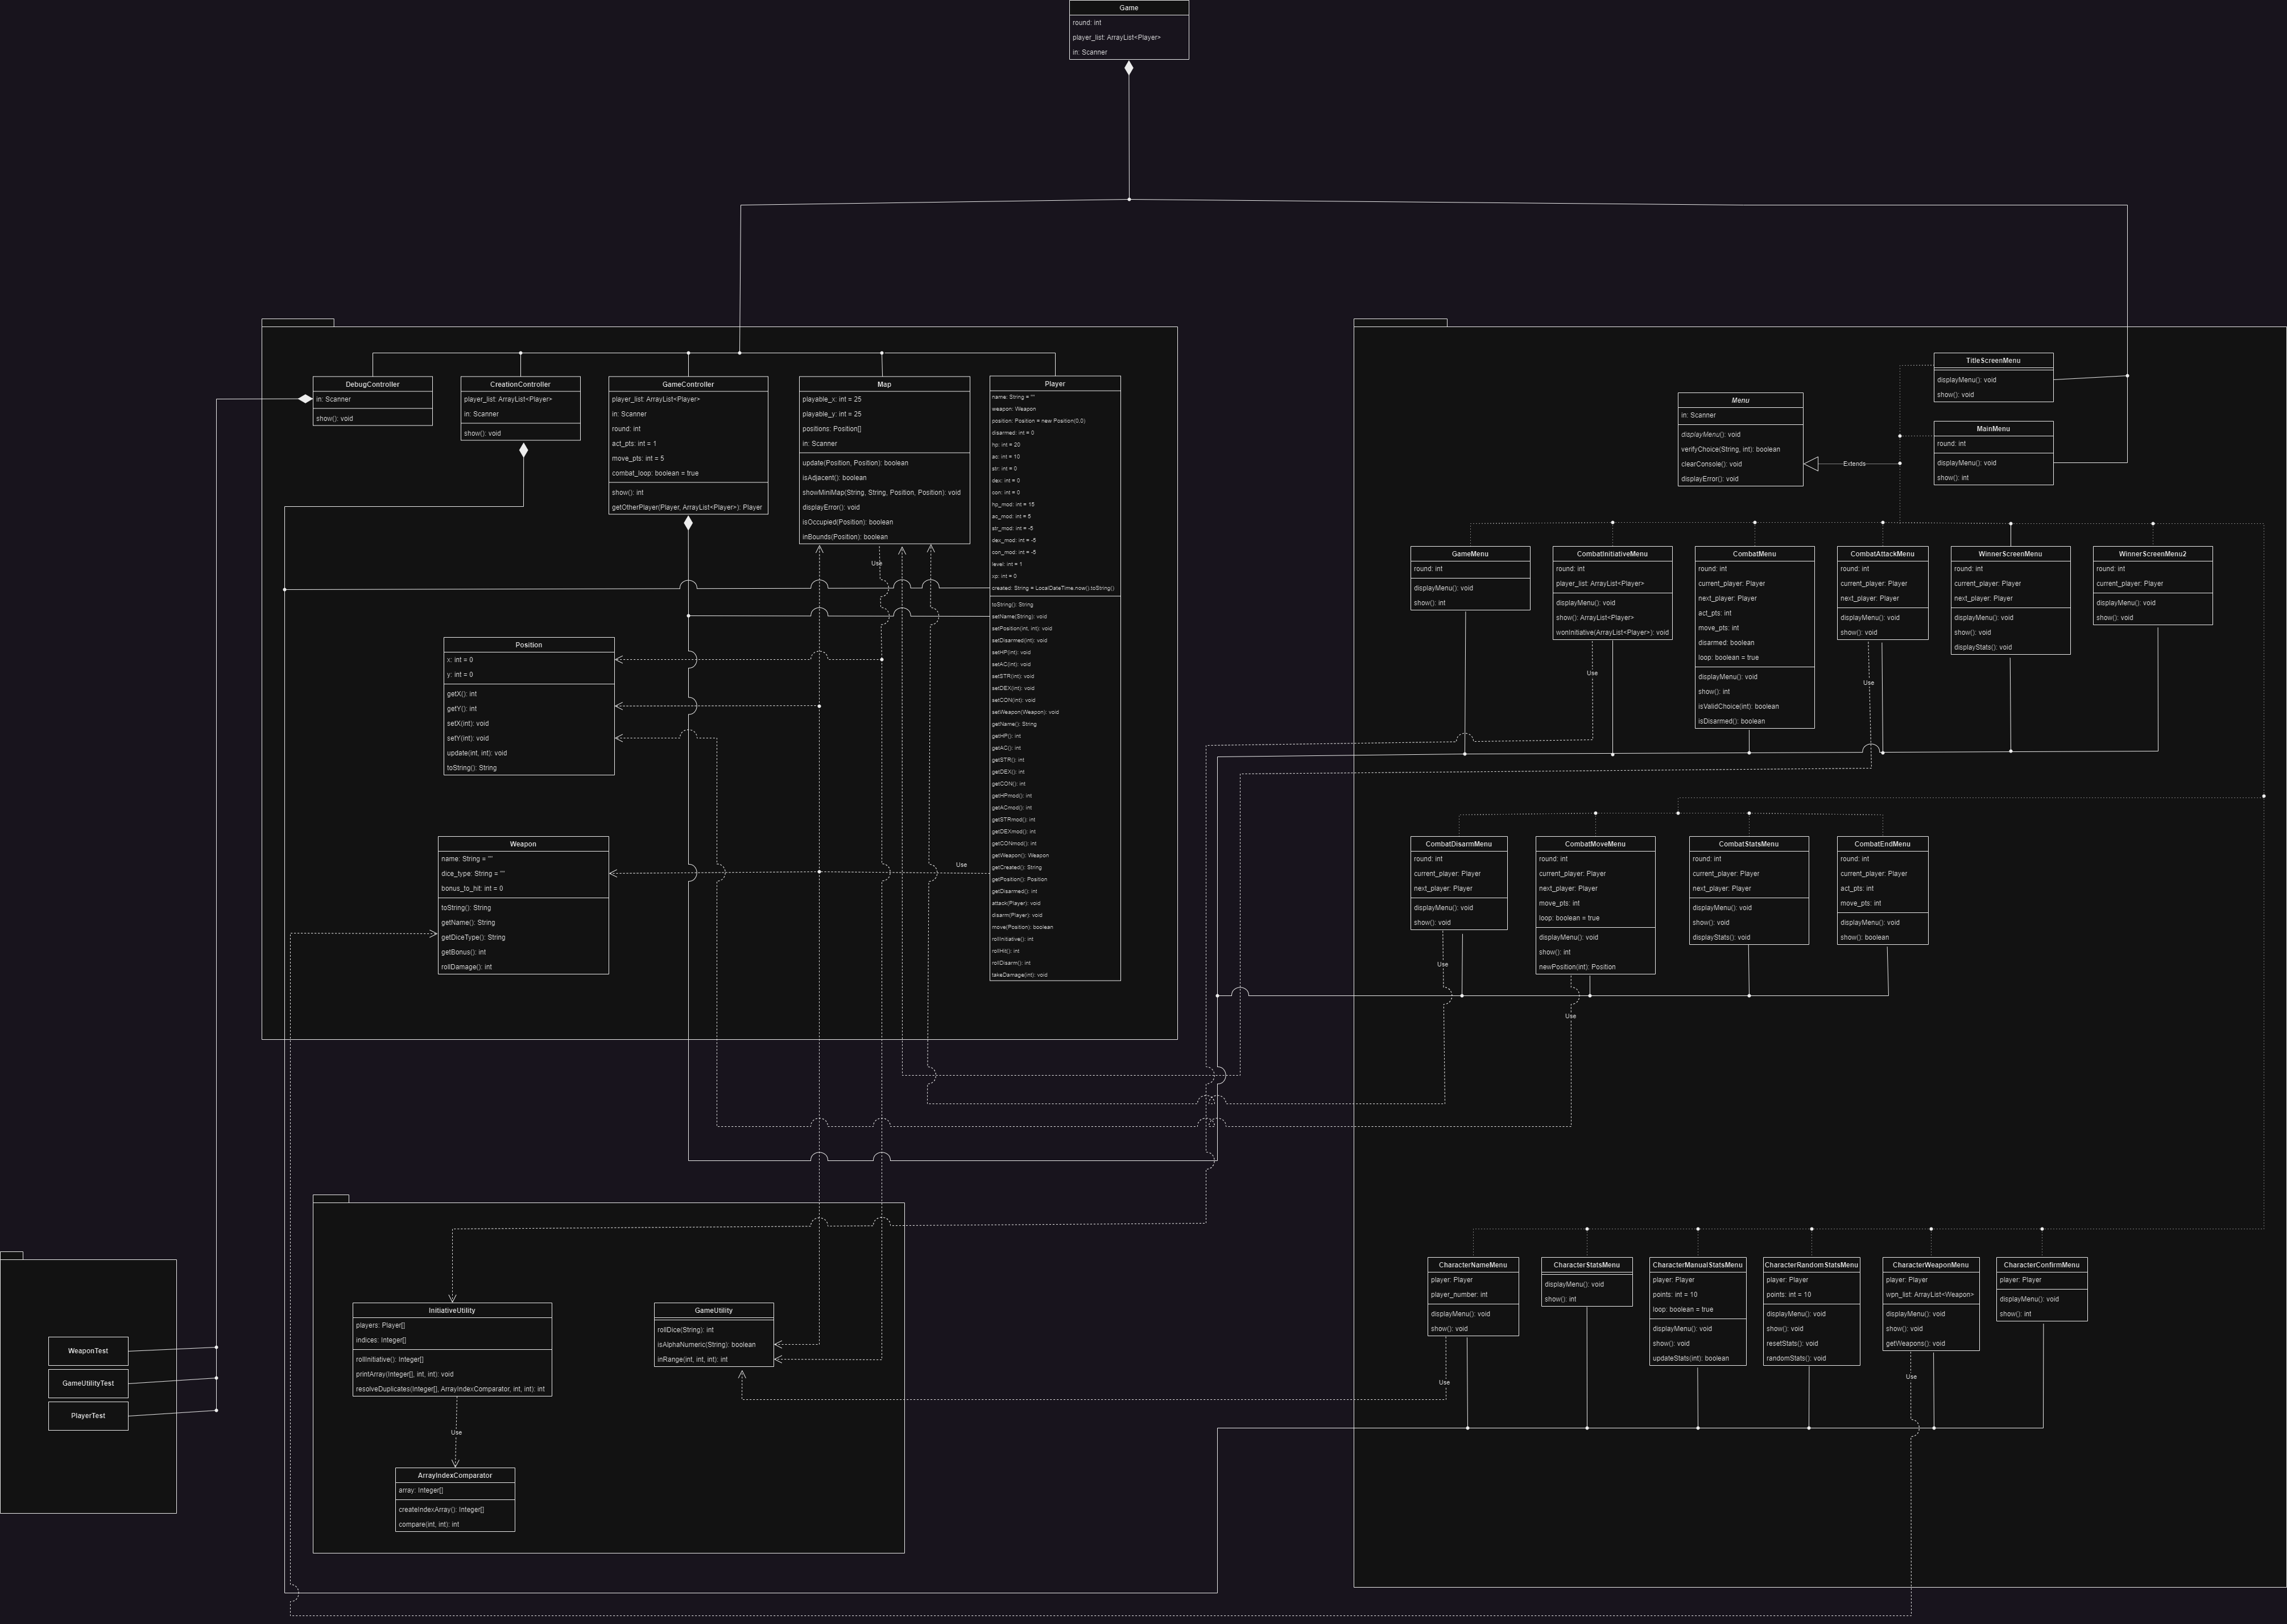 Game
round: int
player_list: ArrayList<Player>
in: Scanner
DebugController
in: Scanner
show(): void
CreationController
player_list: ArrayList<Player>
in: Scanner
show(): void
GameController
player_list: ArrayList<Player>
in: Scanner
round: int
act_pts: int = 1
move_pts: int = 5
combat_loop: boolean = true
show(): int
getOtherPlayer(Player, ArrayList<Player>): Player
Map
playable_x: int = 25
playable_y: int = 25
positions: Position[]
in: Scanner
update(Position, Position): boolean
isAdjacent(): boolean
showMiniMap(String, String, Position, Position): void
displayError(): void
isOccupied(Position): boolean
inBounds(Position): boolean
Use
Player
name: String = ""
weapon: Weapon
position: Position = new Position(0,0)
disarmed: int = 0
hp: int = 20
ac: int = 10
str: int = 0
dex: int = 0
con: int = 0
hp_mod: int = 15
ac_mod: int = 5
str_mod: int = -5
dex_mod: int = -5
con_mod: int = -5
level: int = 1
xp: int = 0
created: String = LocalDateTime.now().toString()
toString(): String
setName(String): void
setPosition(int, int): void
setDisarmed(int): void
setHP(int): void
setAC(int): void
setSTR(int): void
setDEX(int): void
setCON(int): void
setWeapon(Weapon): void
getName(): String
getHP(): int
getAC(): int
getSTR(): int
getDEX(): int
getCON(): int
getHPmod(): int
getACmod(): int
getSTRmod(): int
getDEXmod(): int
getCONmod(): int
getWeapon(): Weapon
getCreated(): String
getPosition(): Position
getDisarmed(): int
attack(Player): void
disarm(Player): void
move(Position): boolean
rollInitiative(): int
rollHit(): int
rollDisarm(): int
takeDamage(int): void
Position
x: int = 0
y: int = 0
getX(): int
getY(): int
setX(int): void
setY(int): void
update(int, int): void
toString(): String
Weapon
name: String = ""
dice_type: String = ""
bonus_to_hit: int = 0
toString(): String
getName(): String
getDiceType(): String
getBonus(): int
rollDamage(): int
Use
TitleScreenMenu
displayMenu(): void
show(): void
Menu
in: Scanner
displayMenu(): void
verifyChoice(String, int): boolean
clearConsole(): void
displayError(): void
Extends
MainMenu
round: int
displayMenu(): void
show(): int
GameMenu
round: int
displayMenu(): void
show(): int
CombatInitiativeMenu
round: int
player_list: ArrayList<Player>
displayMenu(): void
show(): ArrayList<Player>
wonInitiative(ArrayList<Player>): void
Use
CombatMenu
round: int
current_player: Player
next_player: Player
act_pts: int
move_pts: int
disarmed: boolean
loop: boolean = true
displayMenu(): void
show(): int
isValidChoice(int): boolean
isDisarmed(): boolean
CombatAttackMenu
round: int
current_player: Player
next_player: Player
displayMenu(): void
show(): void
Use
WinnerScreenMenu
round: int
current_player: Player
next_player: Player
displayMenu(): void
show(): void
displayStats(): void
WinnerScreenMenu2
round: int
current_player: Player
displayMenu(): void
show(): void
CombatDisarmMenu
round: int
current_player: Player
next_player: Player
displayMenu(): void
show(): void
Use
CombatMoveMenu
round: int
current_player: Player
next_player: Player
move_pts: int
loop: boolean = true
displayMenu(): void
show(): int
newPosition(int): Position
Use
CombatStatsMenu
round: int
current_player: Player
next_player: Player
displayMenu(): void
show(): void
displayStats(): void
CombatEndMenu
round: int
current_player: Player
act_pts: int
move_pts: int
displayMenu(): void
show(): boolean
CharacterNameMenu
player: Player
player_number: int
displayMenu(): void
show(): void
Use
CharacterStatsMenu
displayMenu(): void
show(): int
CharacterManualStatsMenu
player: Player
points: int = 10
loop: boolean = true
displayMenu(): void
show(): void
updateStats(int): boolean
CharacterRandomStatsMenu
player: Player
points: int = 10
displayMenu(): void
show(): void
resetStats(): void
randomStats(): void
CharacterWeaponMenu
player: Player
wpn_list: ArrayList<Weapon>
displayMenu(): void
show(): void
getWeapons(): void
Use
CharacterConfirmMenu
player: Player
displayMenu(): void
show(): int
InitiativeUtility
players: Player[]
indices: Integer[]
rollInitiative(): Integer[]
printArray(Integer[], int, int): void
resolveDuplicates(Integer[], ArrayIndexComparator, int, int): int
Use
ArrayIndexComparator
array: Integer[]
createIndexArray(): Integer[]
compare(int, int): int
GameUtility
rollDice(String): int
isAlphaNumeric(String): boolean
inRange(int, int, int): int
WeaponTest
GameUtilityTest
PlayerTest